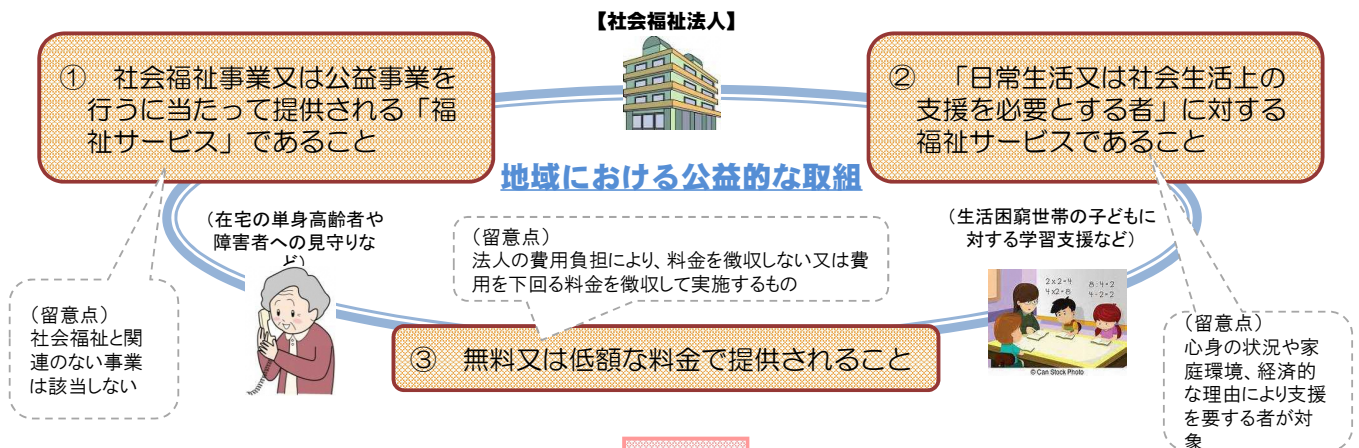 【社会福祉法人】
① 社会福祉事業又は公益事業を
行うに当たって提供される「福
祉サービス」であること
② 「日常生活又は社会生活上の
支援を必要とする者」に対する
福祉サービスであること
地域における公益的な取組
(在宅の単身高齢者や
障害者への見守りな
ど)
(留意点)
法人の費用負担により、料金を徴収しない又は費
用を下回る料金を徴収して実施するもの
(生活困窮世帯の子どもに
対する学習支援など)
2x2=4
4x2=8
8÷4=2
4÷2=2
© Can Stock Photo
(留意点)
社会福祉と関
連のない事業
は該当しない
③ 無料又は低額な料金で提供されること
(留意点)
心身の状況や家
庭環境、経済的
な理由により支援
を要する者が対
象